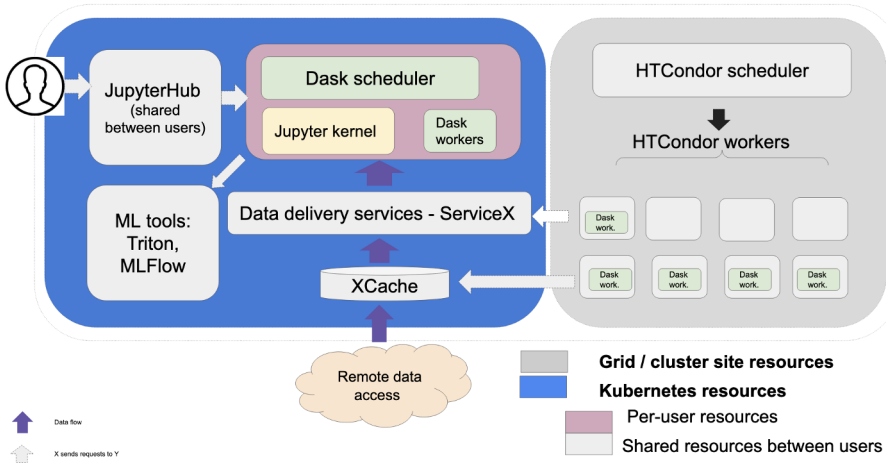 JupyterHub
(shared
between users)
Dask scheduler
Jupyter kernel
Dask
workers
ML tools:
Triton,
MLFlow
Data delivery services - ServiceX
XCache
Remote data
access
HTCondor scheduler
HTCondor workers
Dask
work.
Dask
work.
Dask
work.
Dask
work.
Dask
work.
Grid / cluster site resources
Kubernetes resources
Per-user resources
Shared resources between users
Data flow
X sends requests to Y